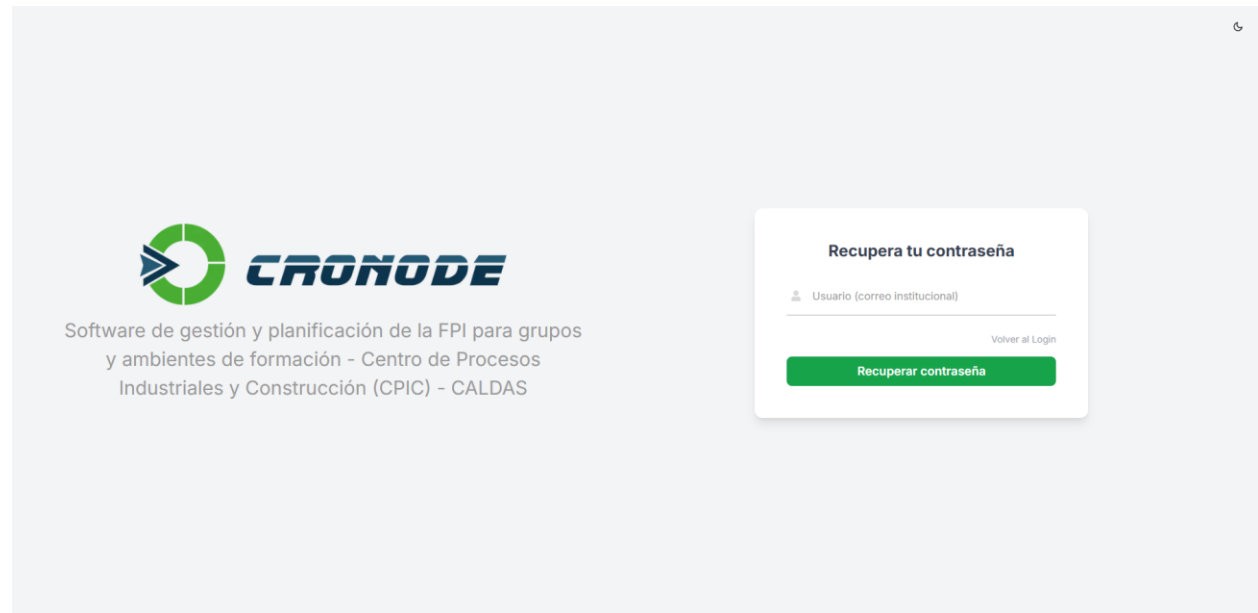 CRONODE
Software de gestión y planificación de la FPI para grupos
y ambientes de formación - Centro de Procesos
Industriales y Construcción (CPIC) - CALDAS
Recupera tu contraseña
Usuario (correo institucional)
Volver al Login
Recuperar contraseña